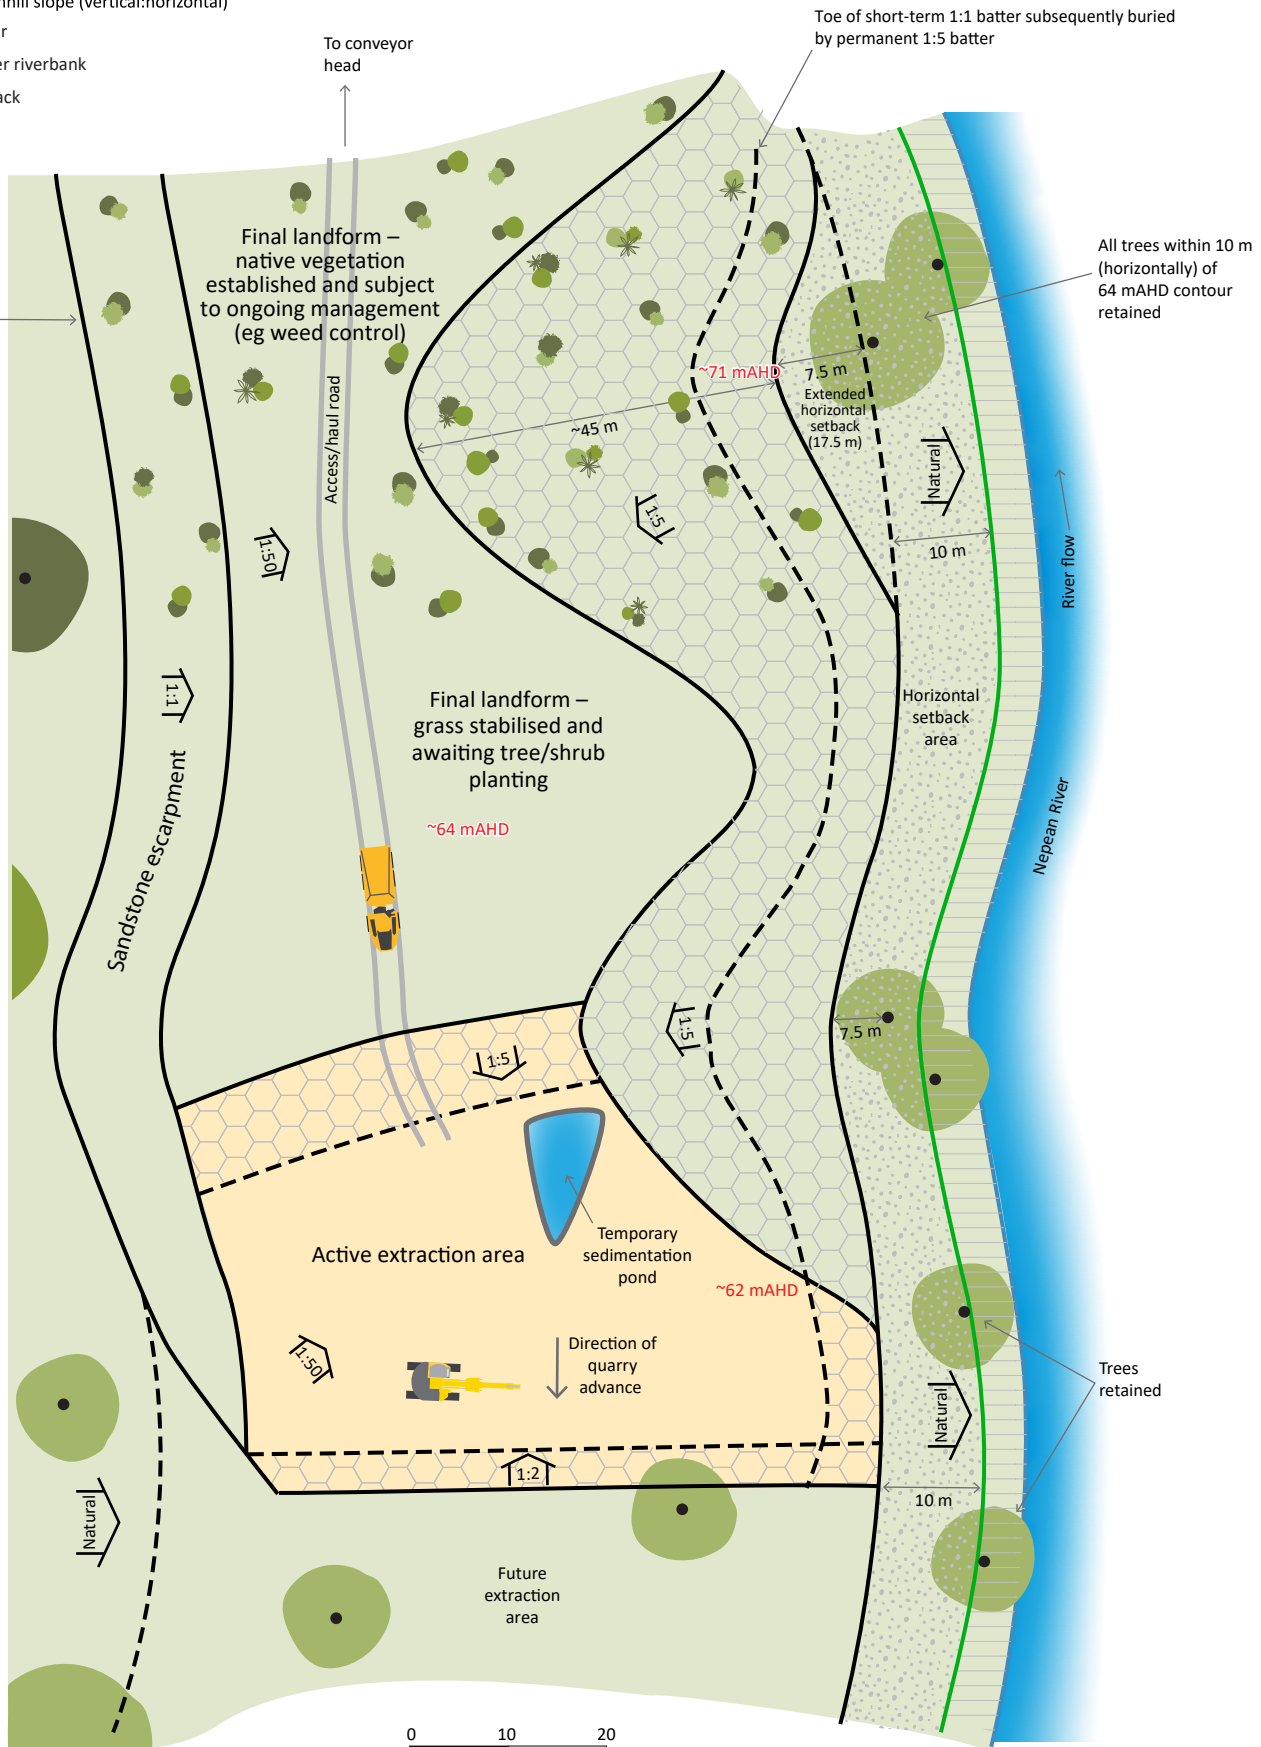 hill slope (vertical:horizontal)
r
er riverbank
ack
To conveyor
head
Toe of short-term 1:1 batter subsequently buried
by permanent 1:5 batter
Final landform –
native vegetation
established and subject
to ongoing management
(eg weed control)
All trees within 10 m
(horizontally) of
64 mAHD contour
retained
~71 mAHD
7.5 m
Extended
horizontal
setback
(17.5 m)
~45 m
Access/haul road
Natural
1:5
1:50
10 m
River flow
1:1
Final landform –
grass stabilised and
awaiting tree/shrub
planting
Horizontal
setback
area
~64 mAHD
Sandstone escarpment
Nepean River
1:5
1:5
7.5 m
Active extraction area
Temporary
sedimentation
pond
~62 mAHD
1:50
Direction of
quarry
advance
Trees
retained
Natural
1:2
10 m
Natural
Future
extraction
area
0 10 20